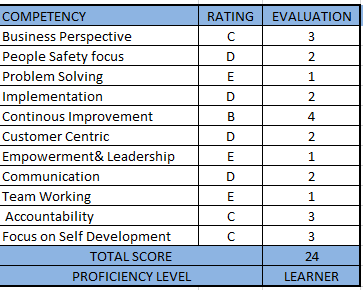 COMPETENCY RATING EVALUATION
Business Perspective C 3
People Safety focus D 2
Problem Solving E 1
Implementation D 2
Continous Improvement B 4
Customer Centric D 2
Empowerment& Leadership E 1
Communication D 2
Team Working E 1
Accountability C 3
Focus on Self Development C 3
TOTAL SCORE 24
PROFICIENCY LEVEL LEARNER